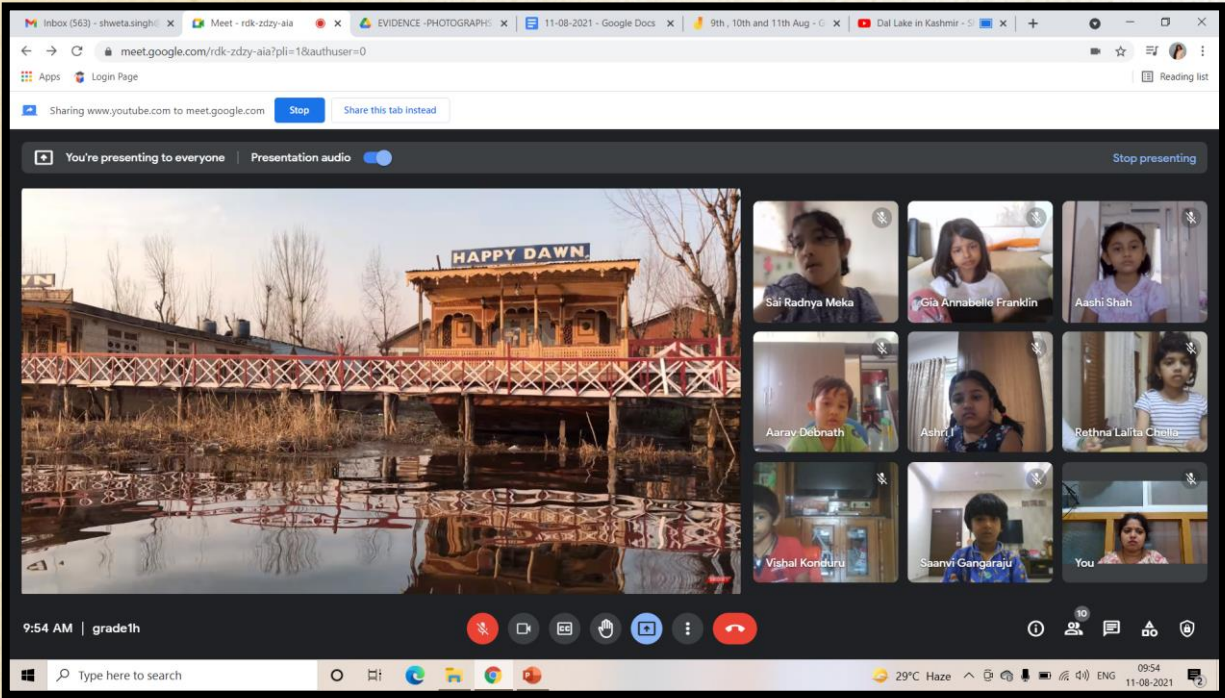 Inbox (563) - shweta.singh8
Meet - rdk-zdzy-aia
EVIDENCE -PHOTOGRAPHS
11-08-2021 - Google Docs
9th , 10th and 11th Aug - G
Dal Lake in Kashmir - S
meet.google.com/rdk-zdzy-aia?pli=1&authuser=0
Apps
Login Page
Reading list
Sharing www.youtube.com to meet.google.com
Stop
Share this tab instead
You're presenting to everyone
Presentation audio
Stop presenting
HAPPY DAWN
WN
Sai Radnya Meka
Gia Annabelle Franklin
Aashi Shah
Aarav Debnath
Ashri I
Rethna Lalita Chella
Vishal Konduru
Saanvi Gangaraju
You
9:54 AM | grade1h
CC
10
Type here to search
29°C Haze
ENG
09:54
11-08-2021
2